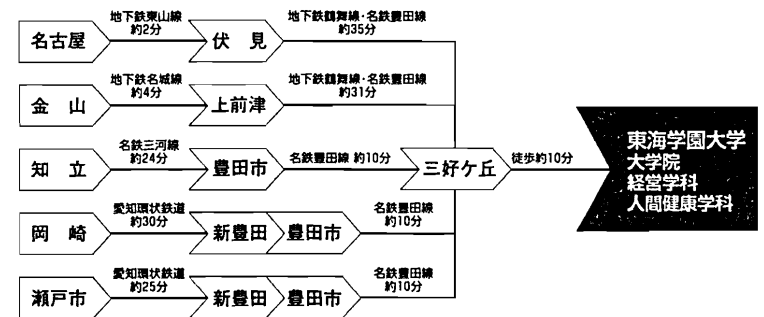 地下鉄東山線
約2分
地下鉄鶴舞線・名鉄豊田線
約35分
名古屋
伏 見
地下鉄名城線
約4分
地下鉄鶴舞線・名鉄豊田線
約31分
金 山
上前津
名鉄三河線
約24分
名鉄豊田線 約10分
徒歩約10分
知 立
豊田市
三好ケ丘
東海学園大学
大学院
経営学科
人間健康学科
愛知環状鉄道
約30分
名鉄豊田線
約10分
岡 崎
新豊田
豊田市
愛知環状鉄道
約25分
名鉄豊田線
約10分
瀬戸市
新豊田
豊田市